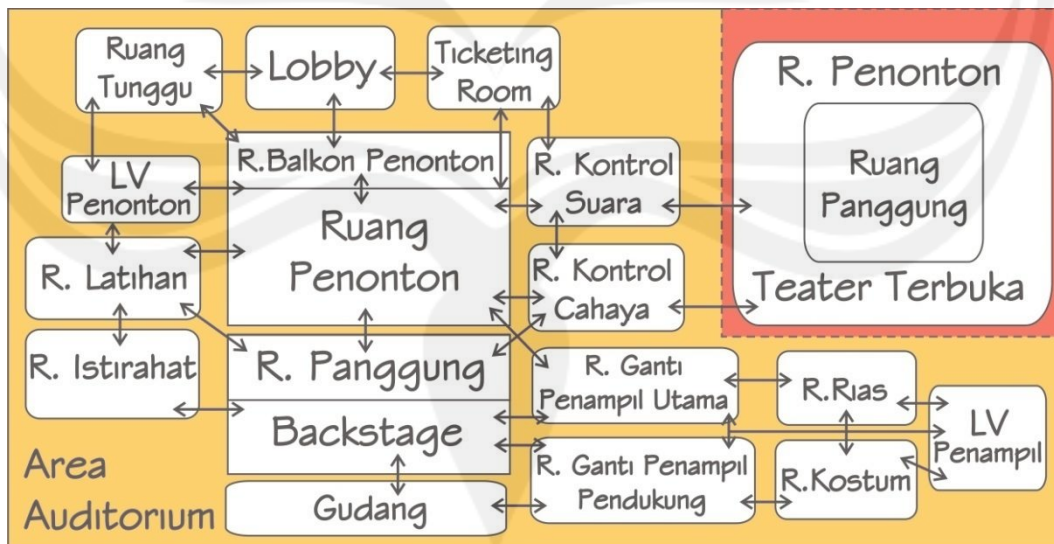 Ruang
Tunggu
Lobby
Ticketing
Room
R. Penonton
Ruang
Panggung
Teater Terbuka
R.Balkon Penonton
R. Kontrol
Suara
LV
Penonton
Ruang
Penonton
R. Latihan
R. Kontrol
Cahaya
R. Istirahat
R. Panggung
R. Ganti
Penampil Utama
R.Rias
LV
Penampil
Backstage
R. Ganti Penampil
Pendukung
R.Kostum
Gudang
Area
Auditorium